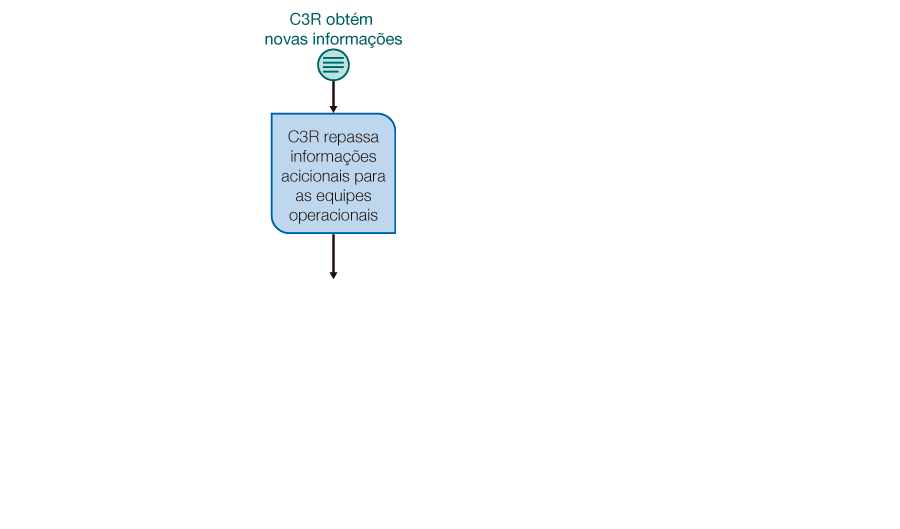 C3R obtém
novas informações
C3R repassa
informações
acicionais para
as equipes
operacionais